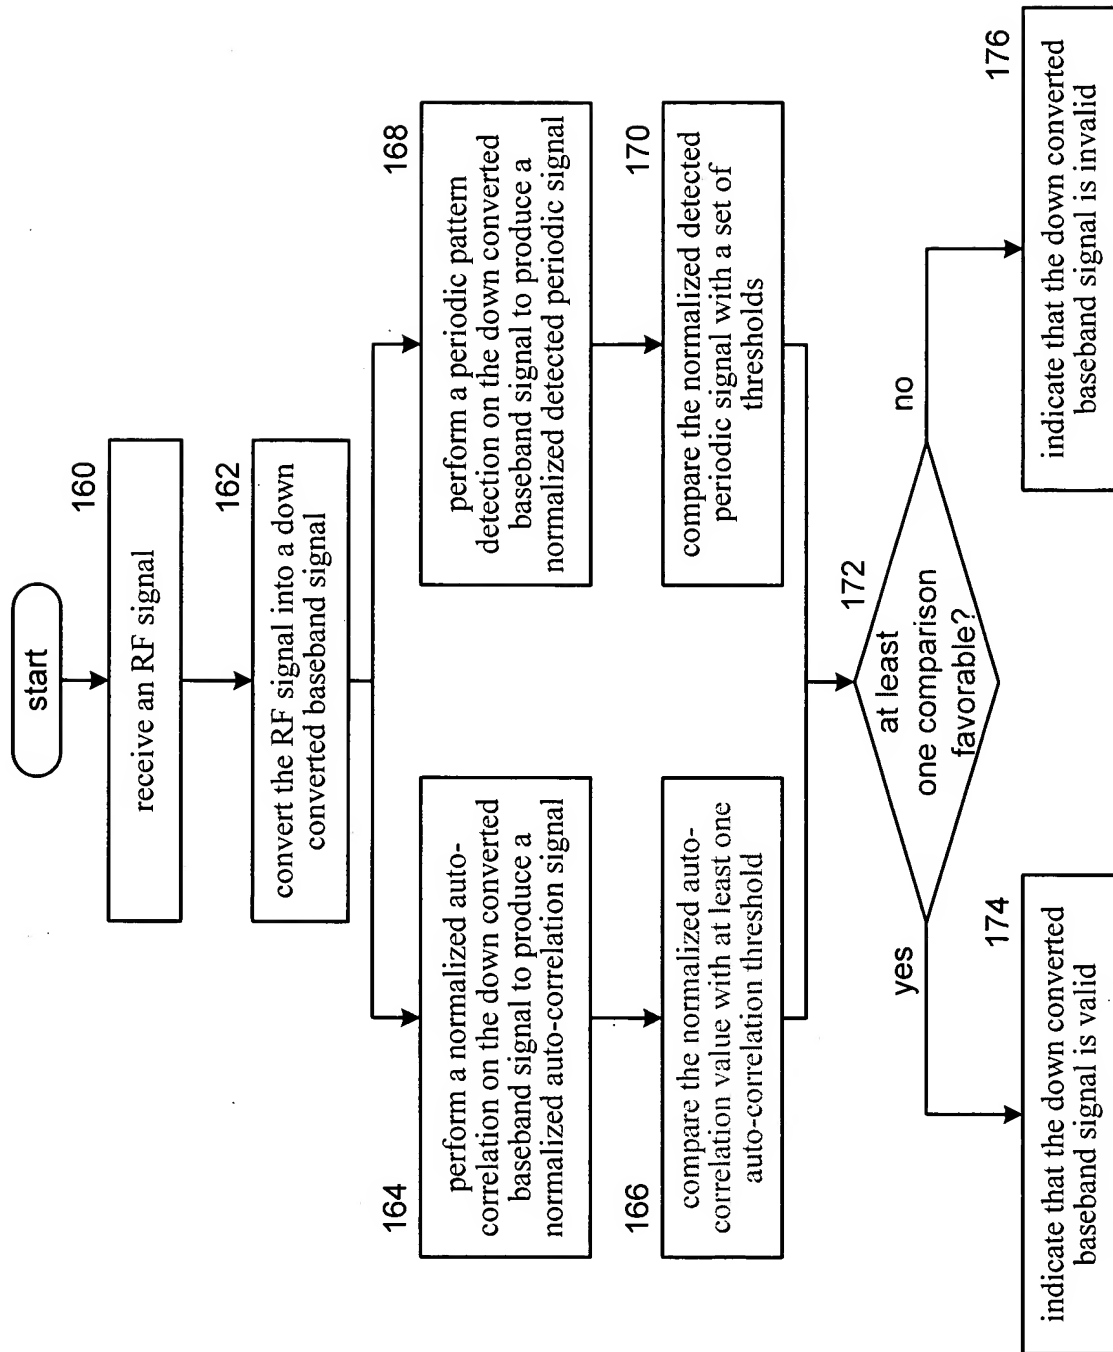 start
160
receive an RF signal
162
convert the RF signal into a down
converted baseband signal
164
perform a normalized auto-
correlation on the down converted
baseband signal to produce a
normalized auto-correlation signal
168
perform a periodic pattern
detection on the down converted
baseband signal to produce a
normalized detected periodic signal
166
compare the normalized auto-
correlation value with at least one
auto-correlation threshold
170
compare the normalized detected
periodic signal with a set of
thresholds
172
at least
one comparison
favorable?
yes
no
174
indicate that the down converted
baseband signal is valid
176
indicate that the down converted
baseband signal is invalid